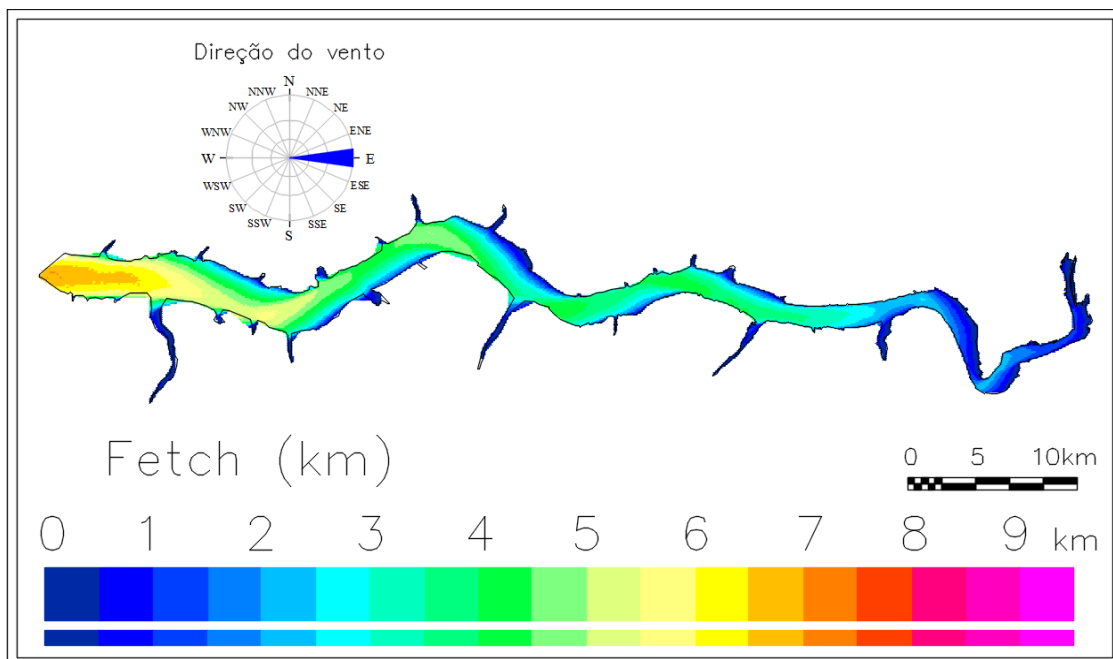 Direção do vento
N
NNW NNE
NW NE
WNW ENE
W E
WSW ESE
SW SE
SSW SSE
S
Fetch (km)
0 5 10km
0 1 2 3 4 5 6 7 8 9 km